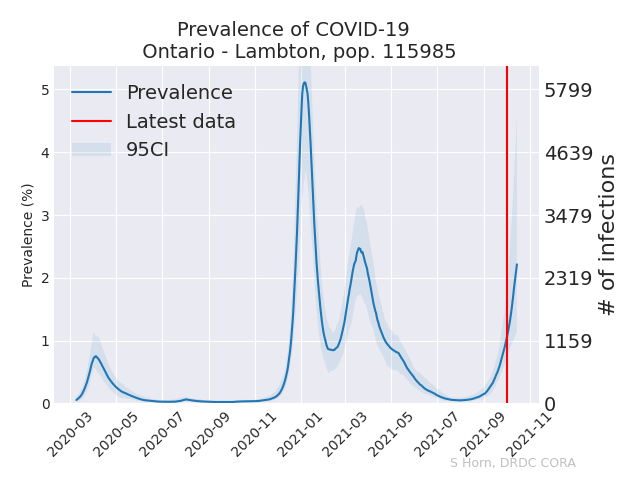 Prevalence of COVID-19
Ontario - Lambton, pop. 115985
Prevalence
Latest data
95CI
Prevalence (%)
5
4
3
2
1
0
5799
4639
3479
2319
1159
0
# of infections
2020-03
2020-05
2020-07
2020-09
2020-11
2021-01
2021-03
2021-05
2021-07
2021-09
2021-11
S Horn, DRDC CORA